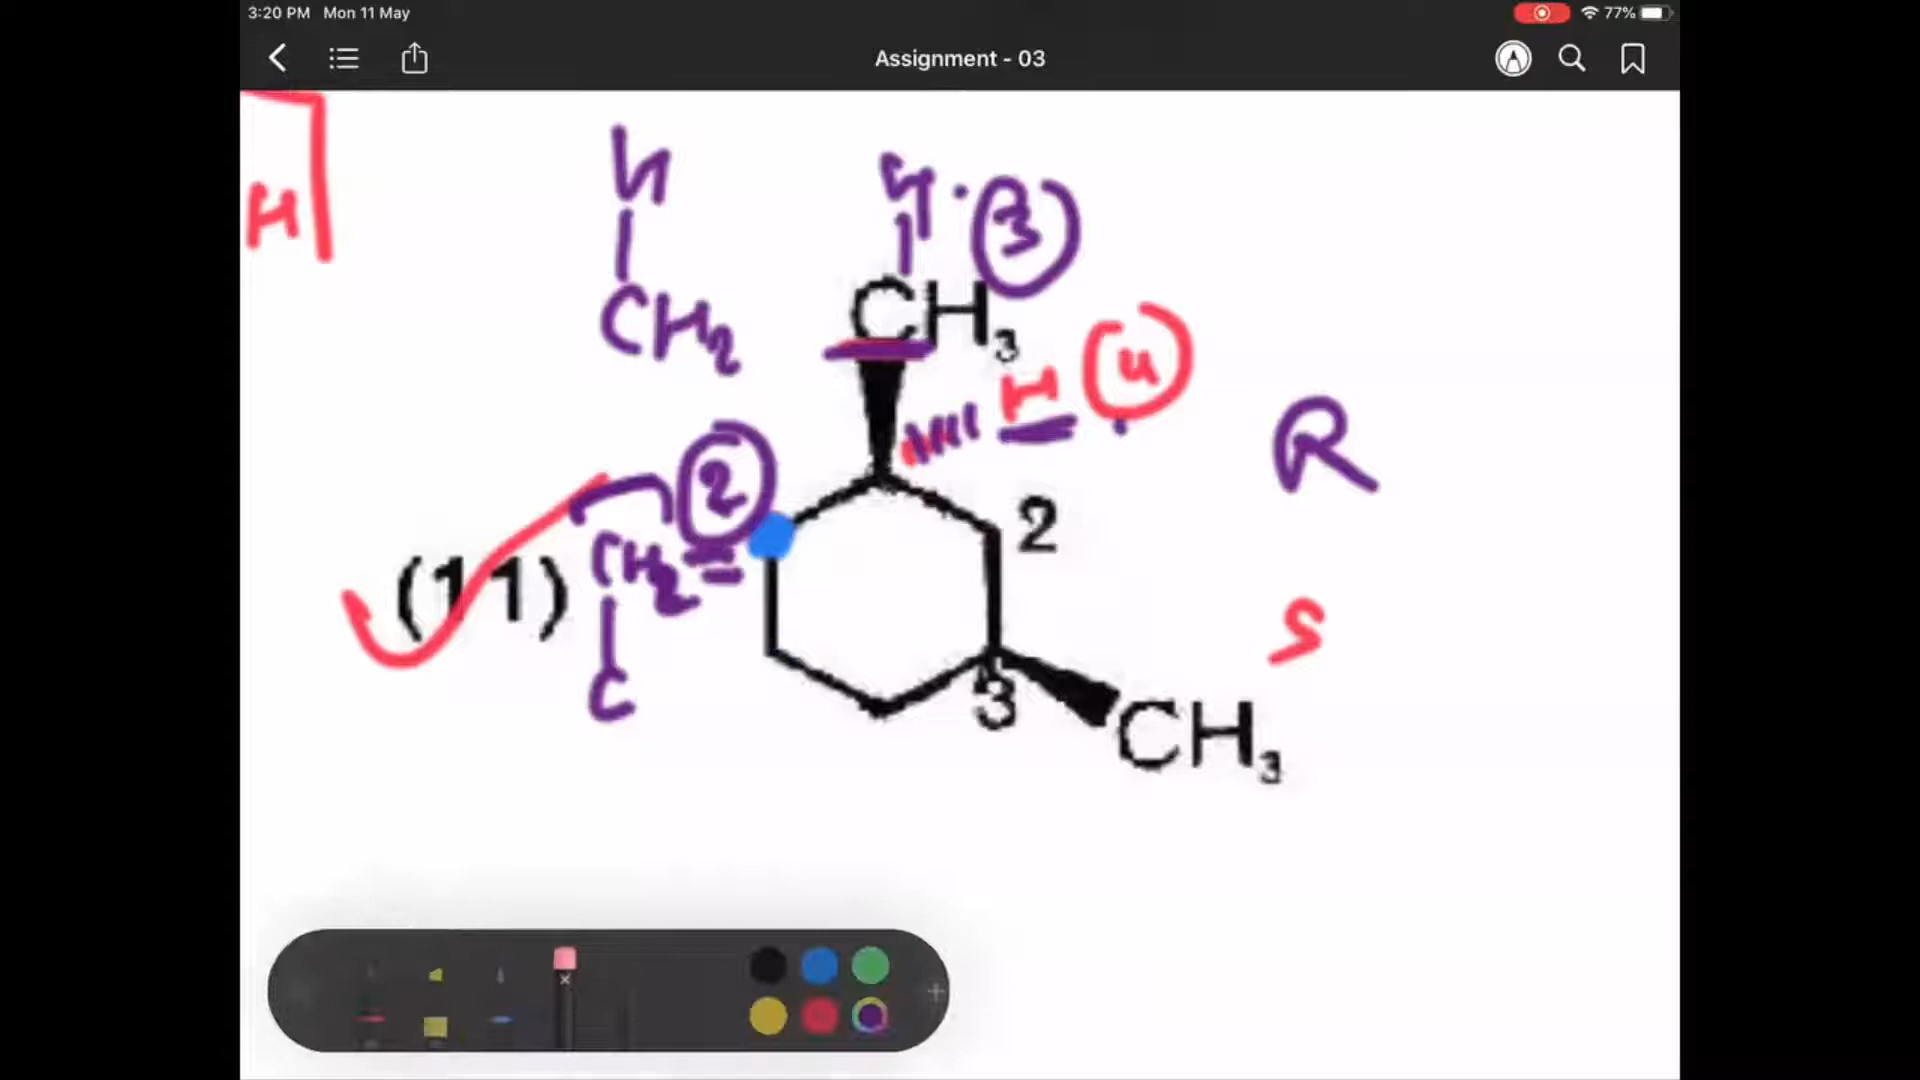 3:20 PM Mon 11 May
77%
Assignment - 03
H
H
3
CH3
CH2
H
4
R
2
2
(11)
CH2
S
C
3
CH3